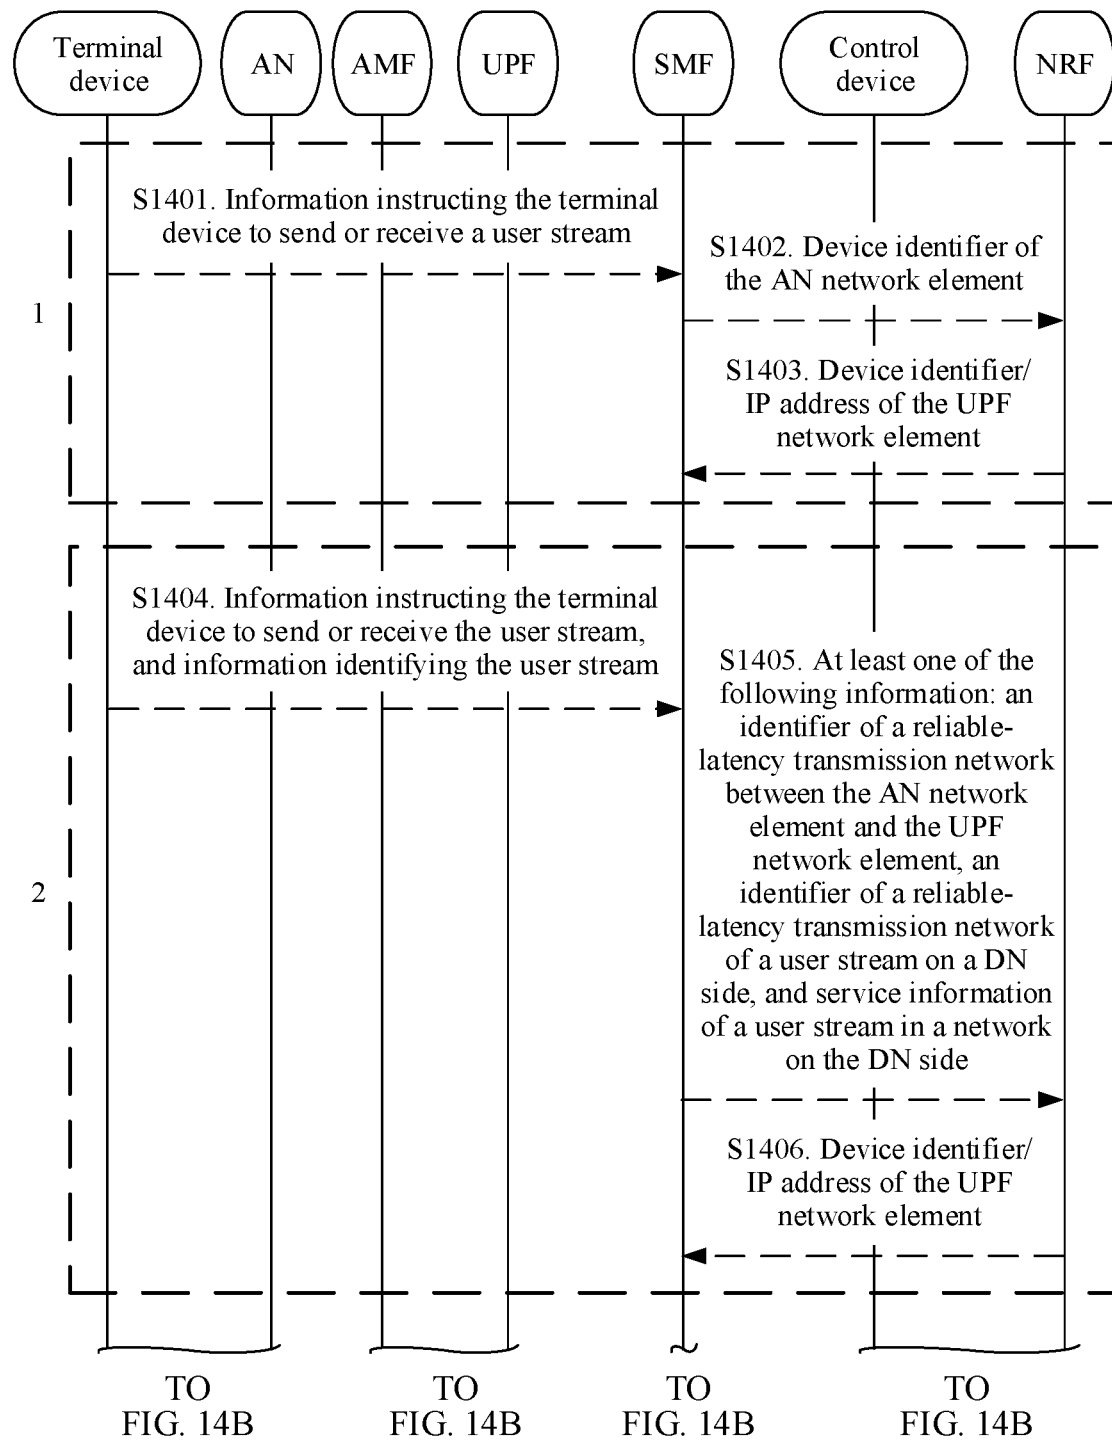 Terminal
device
AN
AMF
UPF
SMF
Control
device
NRF
1
S1401. Information instructing the terminal
device to send or receive a user stream
S1402. Device identifier of
the AN network element
S1403. Device identifier/
IP address of the UPF
network element
2
S1404. Information instructing the terminal
device to send or receive the user stream,
and information identifying the user stream
S1405. At least one of the
following information: an
identifier of a reliable-
latency transmission network
between the AN network
element and the UPF
network element, an
identifier of a reliable-
latency transmission network
of a user stream on a DN
side, and service information
of a user stream in a network
on the DN side
S1406. Device identifier/
IP address of the UPF
network element
TO
FIG. 14B
TO
FIG. 14B
TO
FIG. 14B
TO
FIG. 14B